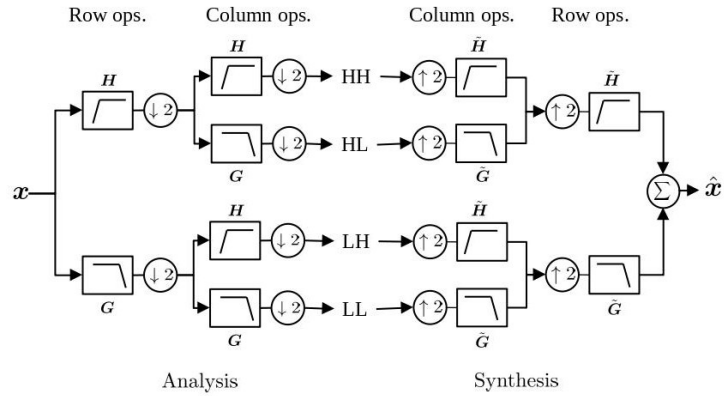 Row ops. Column ops. Column ops. Row ops.
H H H̃ H̃
↓ 2 HH ↑ 2
↓ 2 ↑ 2
↓ 2 HL ↑ 2
G G̃
x Σ x̂
H H̃
↓ 2 LH ↑ 2
↓ 2 ↑ 2
G ↓ 2 LL ↑ 2 G̃
G G̃
Analysis Synthesis